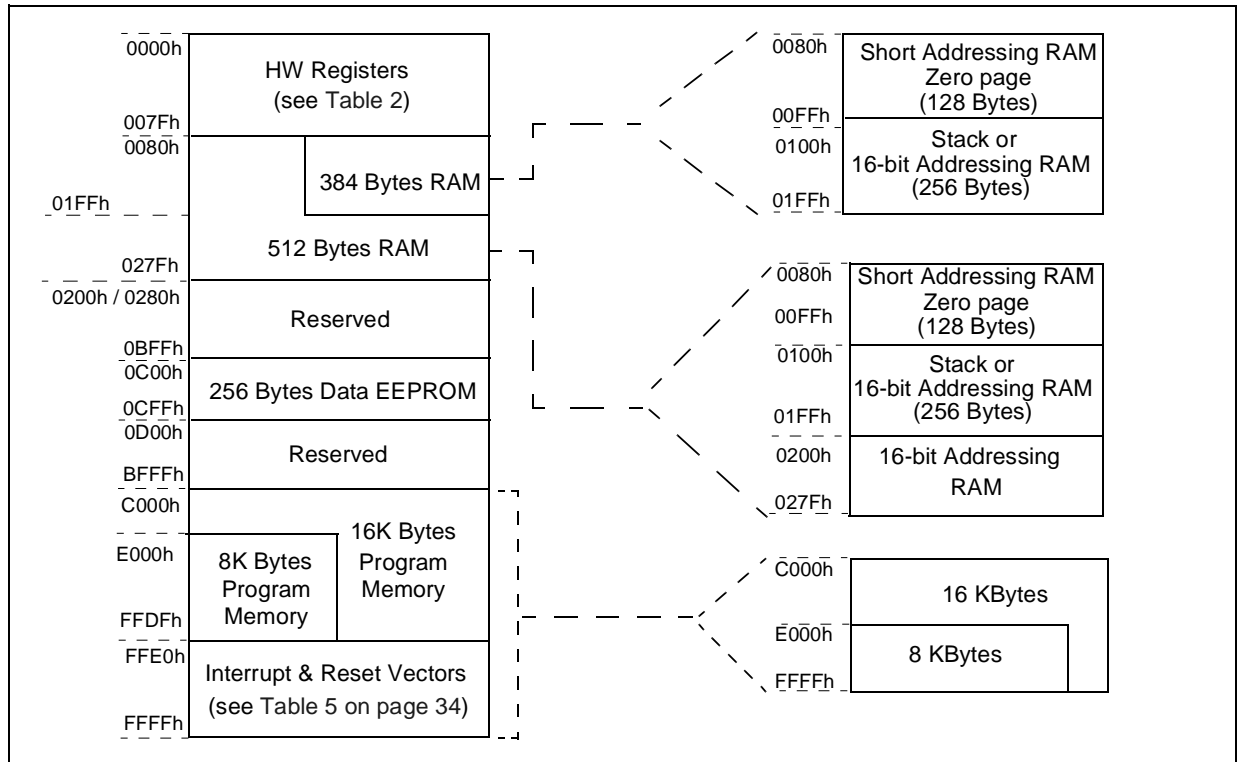 0000h
HW Registers
(see Table 2)
007Fh
0080h
384 Bytes RAM
01FFh
512 Bytes RAM
027Fh
0200h / 0280h
Reserved
0BFFh
0C00h
256 Bytes Data EEPROM
0CFFh
0D00h
Reserved
BFFFh
C000h
16K Bytes
Program
Memory
E000h
8K Bytes
Program
Memory
FFDFh
FFE0h
Interrupt & Reset Vectors
(see Table 5 on page 34)
FFFFh
0080h
Short Addressing RAM
Zero page
(128 Bytes)
00FFh
0100h
Stack or
16-bit Addressing RAM
(256 Bytes)
01FFh
0080h
Short Addressing RAM
Zero page
(128 Bytes)
00FFh
0100h
Stack or
16-bit Addressing RAM
(256 Bytes)
01FFh
0200h
16-bit Addressing
RAM
027Fh
C000h
16 KBytes
E000h
8 KBytes
FFFFh